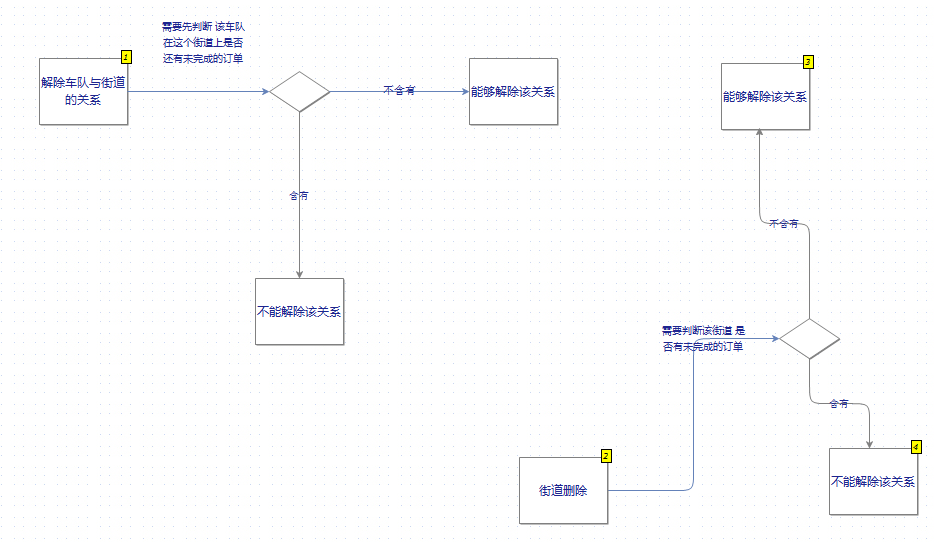 需要先判断 该车队
在这个街道上是否
还有未完成的订单
1
解除车队与街道
的关系
不含有
能够解除该关系
含有
不能解除该关系
3
能够解除该关系
不含有
需要判断该街道 是
否有未完成的订单
含有
2
街道删除
4
不能解除该关系